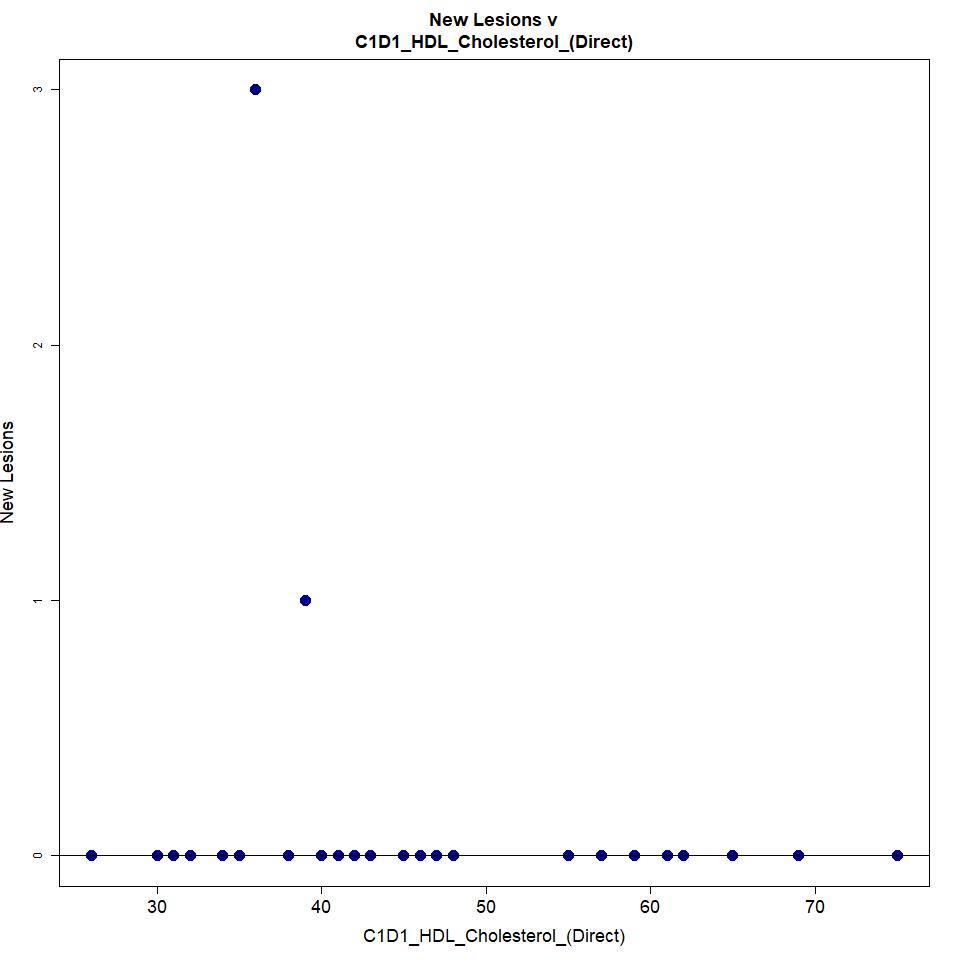 New Lesions v
C1D1_HDL_Cholesterol_(Direct)
3
2
1
0
New Lesions
30 40 50 60 70
C1D1_HDL_Cholesterol_(Direct)